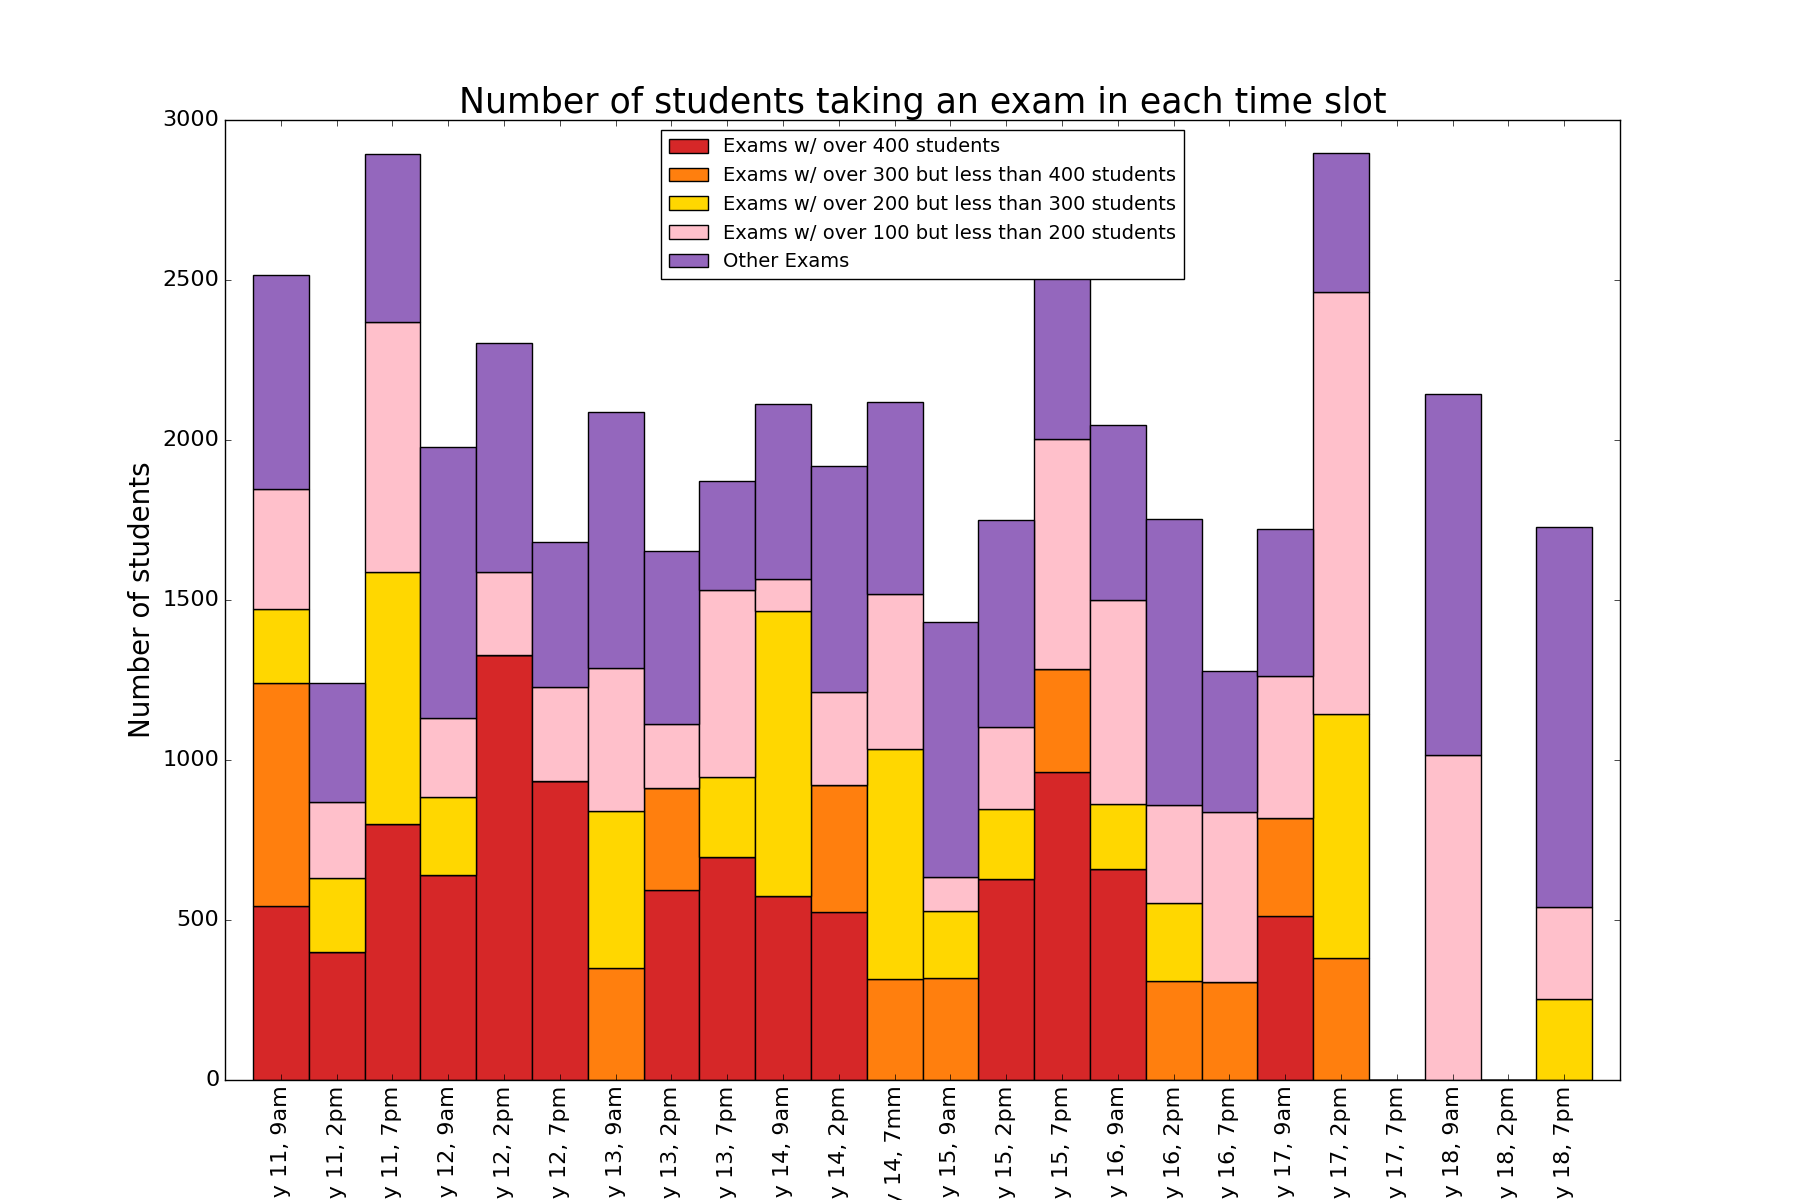 Number of students taking an exam in each time slot
Exams w/ over 400 students
Exams w/ over 300 but less than 400 students
Exams w/ over 200 but less than 300 students
Exams w/ over 100 but less than 200 students
Other Exams
Number of students
3000
2500
2000
1500
1000
500
0
y 11, 9am
y 11, 2pm
y 11, 7pm
y 12, 9am
y 12, 2pm
y 12, 7pm
y 13, 9am
y 13, 2pm
y 13, 7pm
y 14, 9am
y 14, 2pm
y 14, 7mm
y 15, 9am
y 15, 2pm
y 15, 7pm
y 16, 9am
y 16, 2pm
y 16, 7pm
y 17, 9am
y 17, 2pm
y 17, 7pm
y 18, 9am
y 18, 2pm
y 18, 7pm